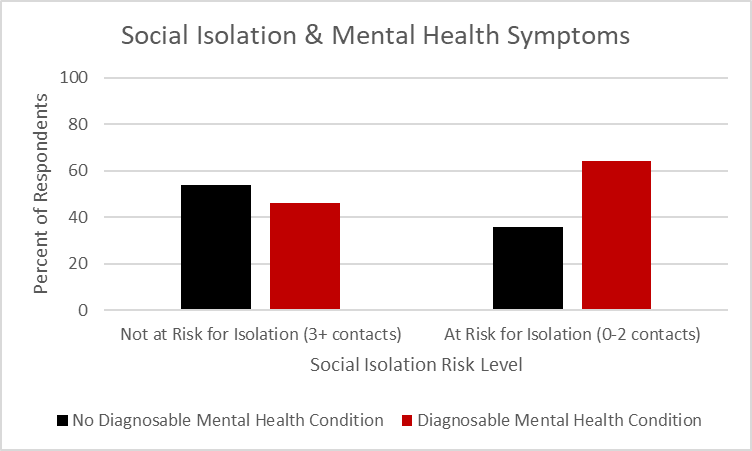 Social Isolation & Mental Health Symptoms
Percent of Respondents
100
80
60
40
20
0
Not at Risk for Isolation (3+ contacts) At Risk for Isolation (0-2 contacts)
Social Isolation Risk Level
No Diagnosable Mental Health Condition Diagnosable Mental Health Condition